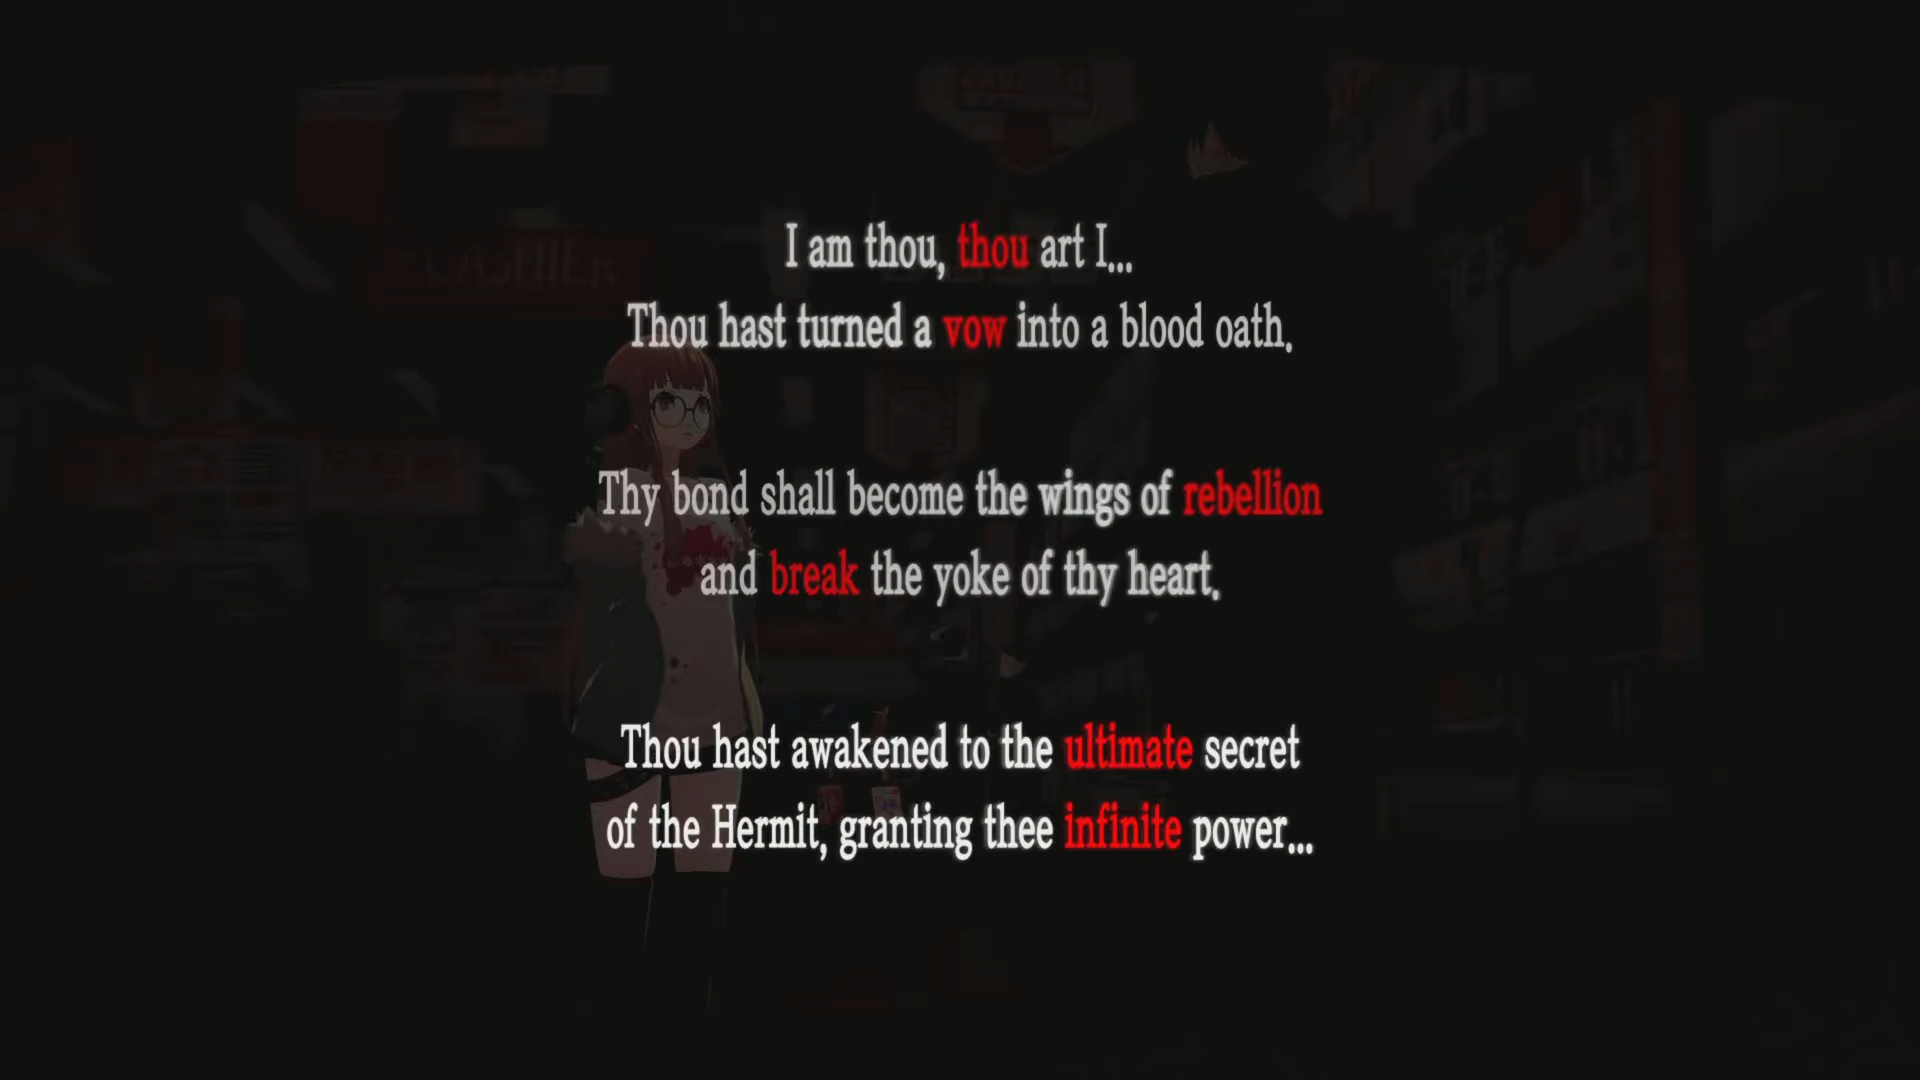 CASHIER
I am thou, thou art I...
Thou hast turned a vow into a blood oath.
Thy bond shall become the wings of rebellion
and break the yoke of thy heart.
Thou hast awakened to the ultimate secret
of the Hermit, granting thee infinite power...